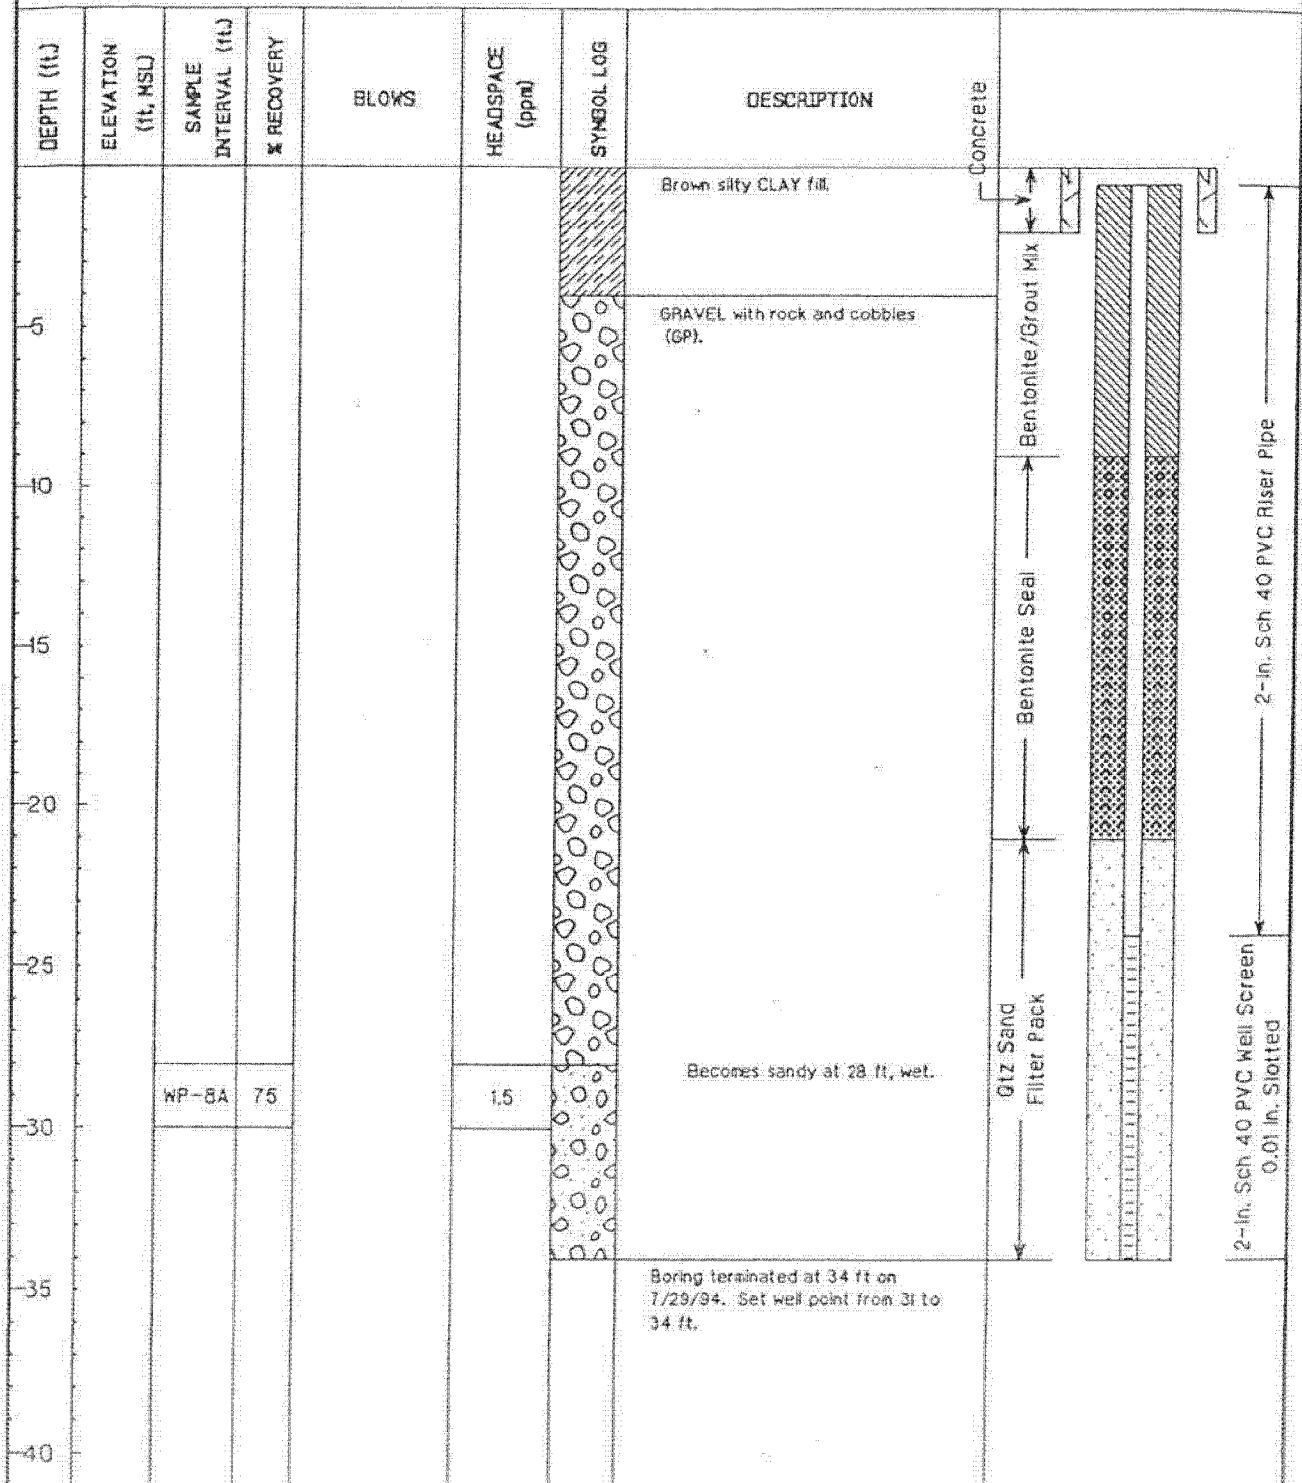 DEPTH (ft.)
ELEVATION
(ft, MSL)
SAMPLE
INTERVAL (ft.)
% RECOVERY
BLOWS
HEADSPACE
(ppm)
SYMBOL LOG
DESCRIPTION
Concrete
Brown silty CLAY fill.
Bentonite/Grout Mix
5
GRAVEL with rock and cobbles
(GP).
10
2-In. Sch 40 PVC Riser Pipe
Bentonite Seal
15
20
25
Qtz Sand
Filter Pack
2-In. Sch 40 PVC Well Screen
0.01 In. Slotted
Becomes sandy at 28 ft, wet.
WP-8A 75 1.5
30
Boring terminated at 34 ft on
7/29/94. Set well point from 31 to
34 ft.
35
40